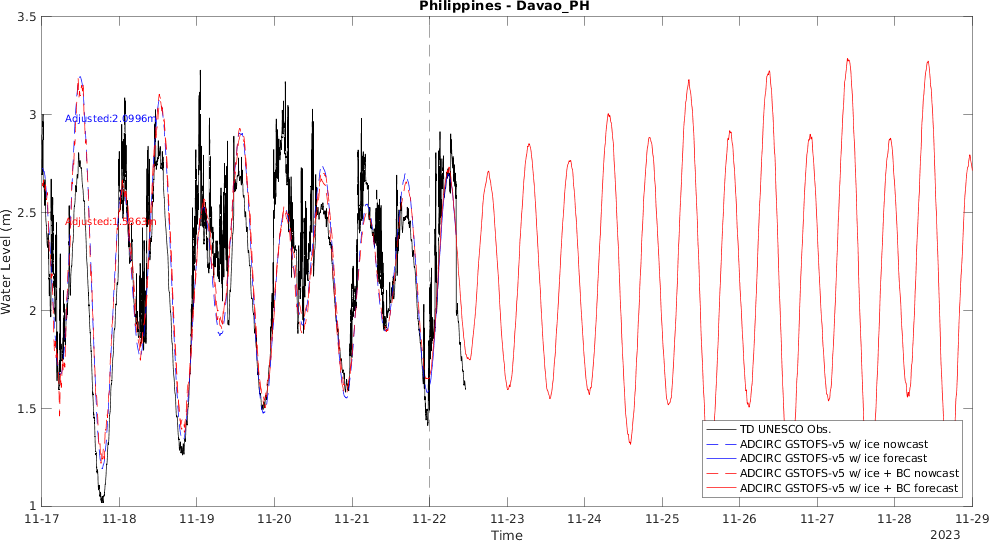 Philippines - Davao_PH
3.5
3
2.5
2
1.5
1
Water Level (m)
Adjusted:2.0996m
TD UNESCO Obs.
ADCIRC GSTOFS-v5 w/ ice nowcast
ADCIRC GSTOFS-v5 w/ ice forecast
ADCIRC GSTOFS-v5 w/ ice + BC nowcast
ADCIRC GSTOFS-v5 w/ ice + BC forecast
11-17 11-18 11-19 11-20 11-21 11-22 11-23 11-24 11-25 11-26 11-27 11-28 11-29
Time
2023